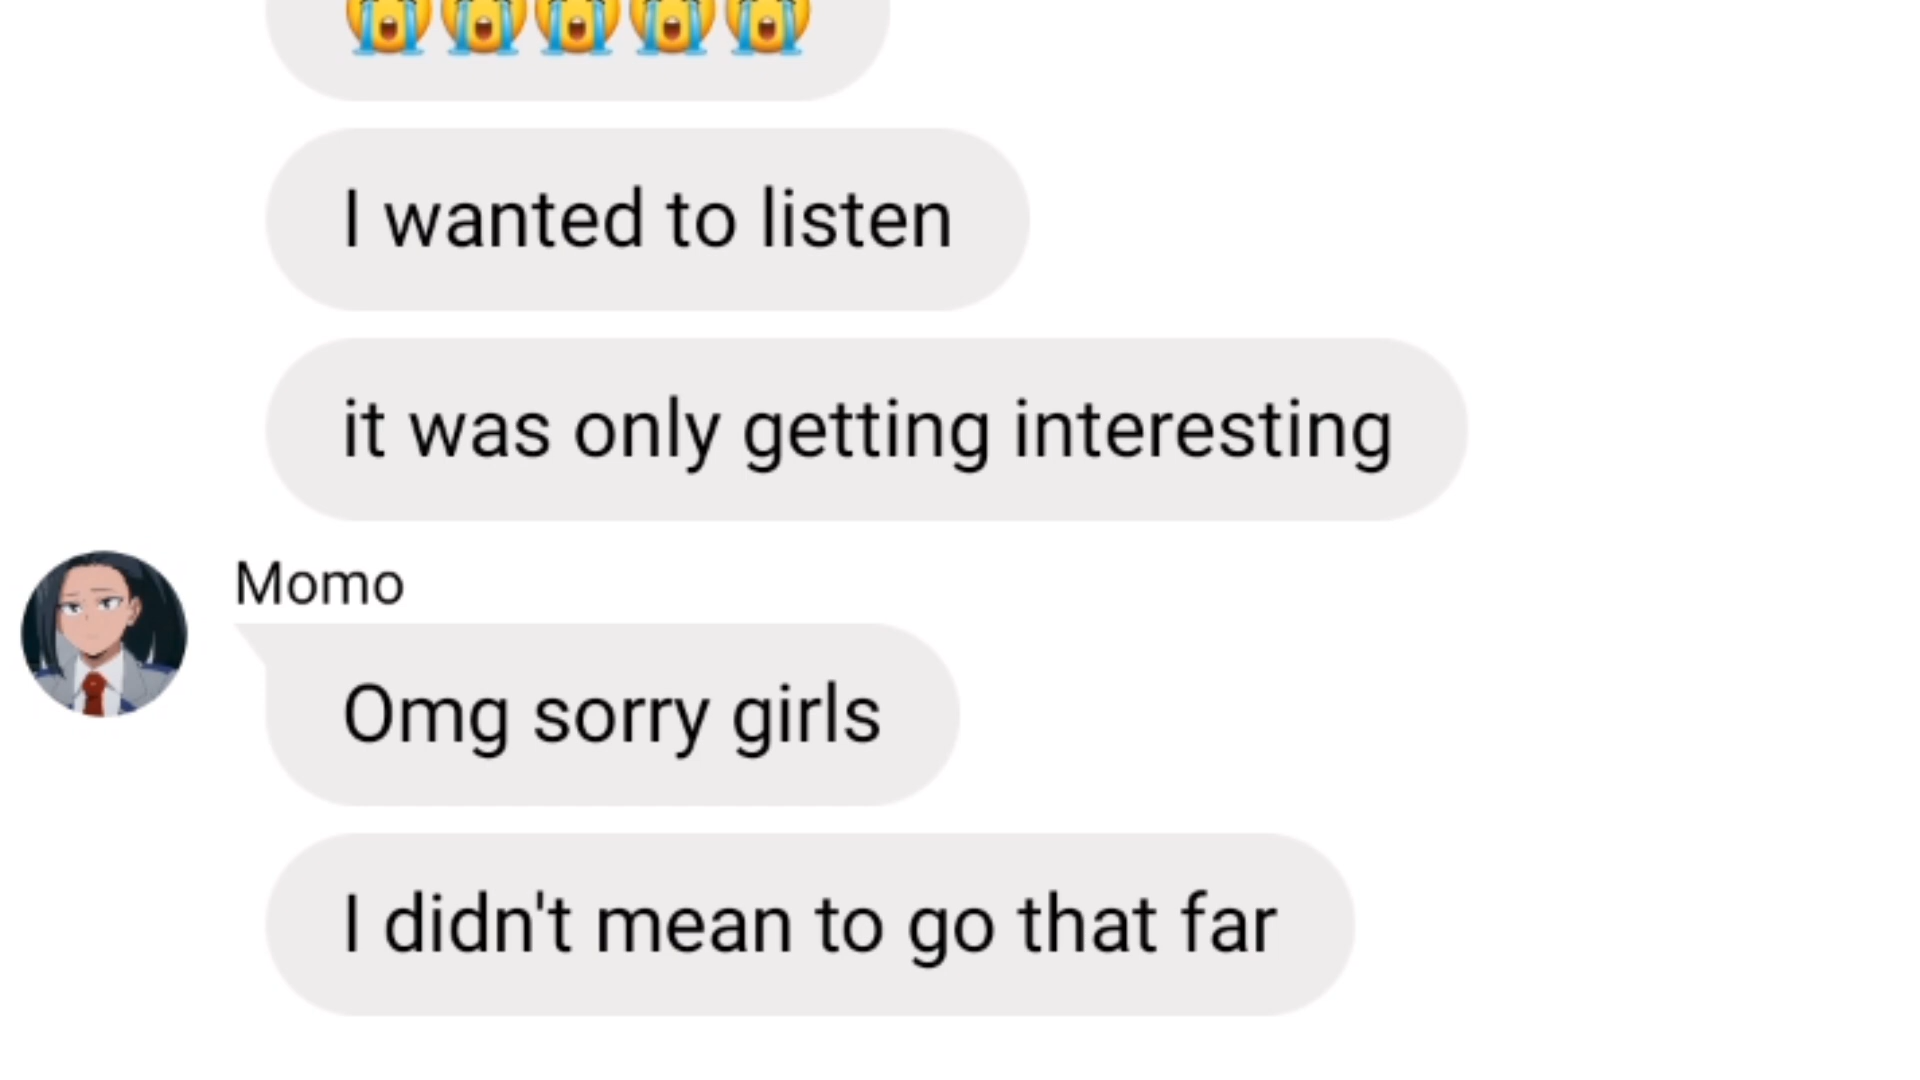 😭😭😭😭😭
I wanted to listen
it was only getting interesting
Momo
Omg sorry girls
I didn't mean to go that far